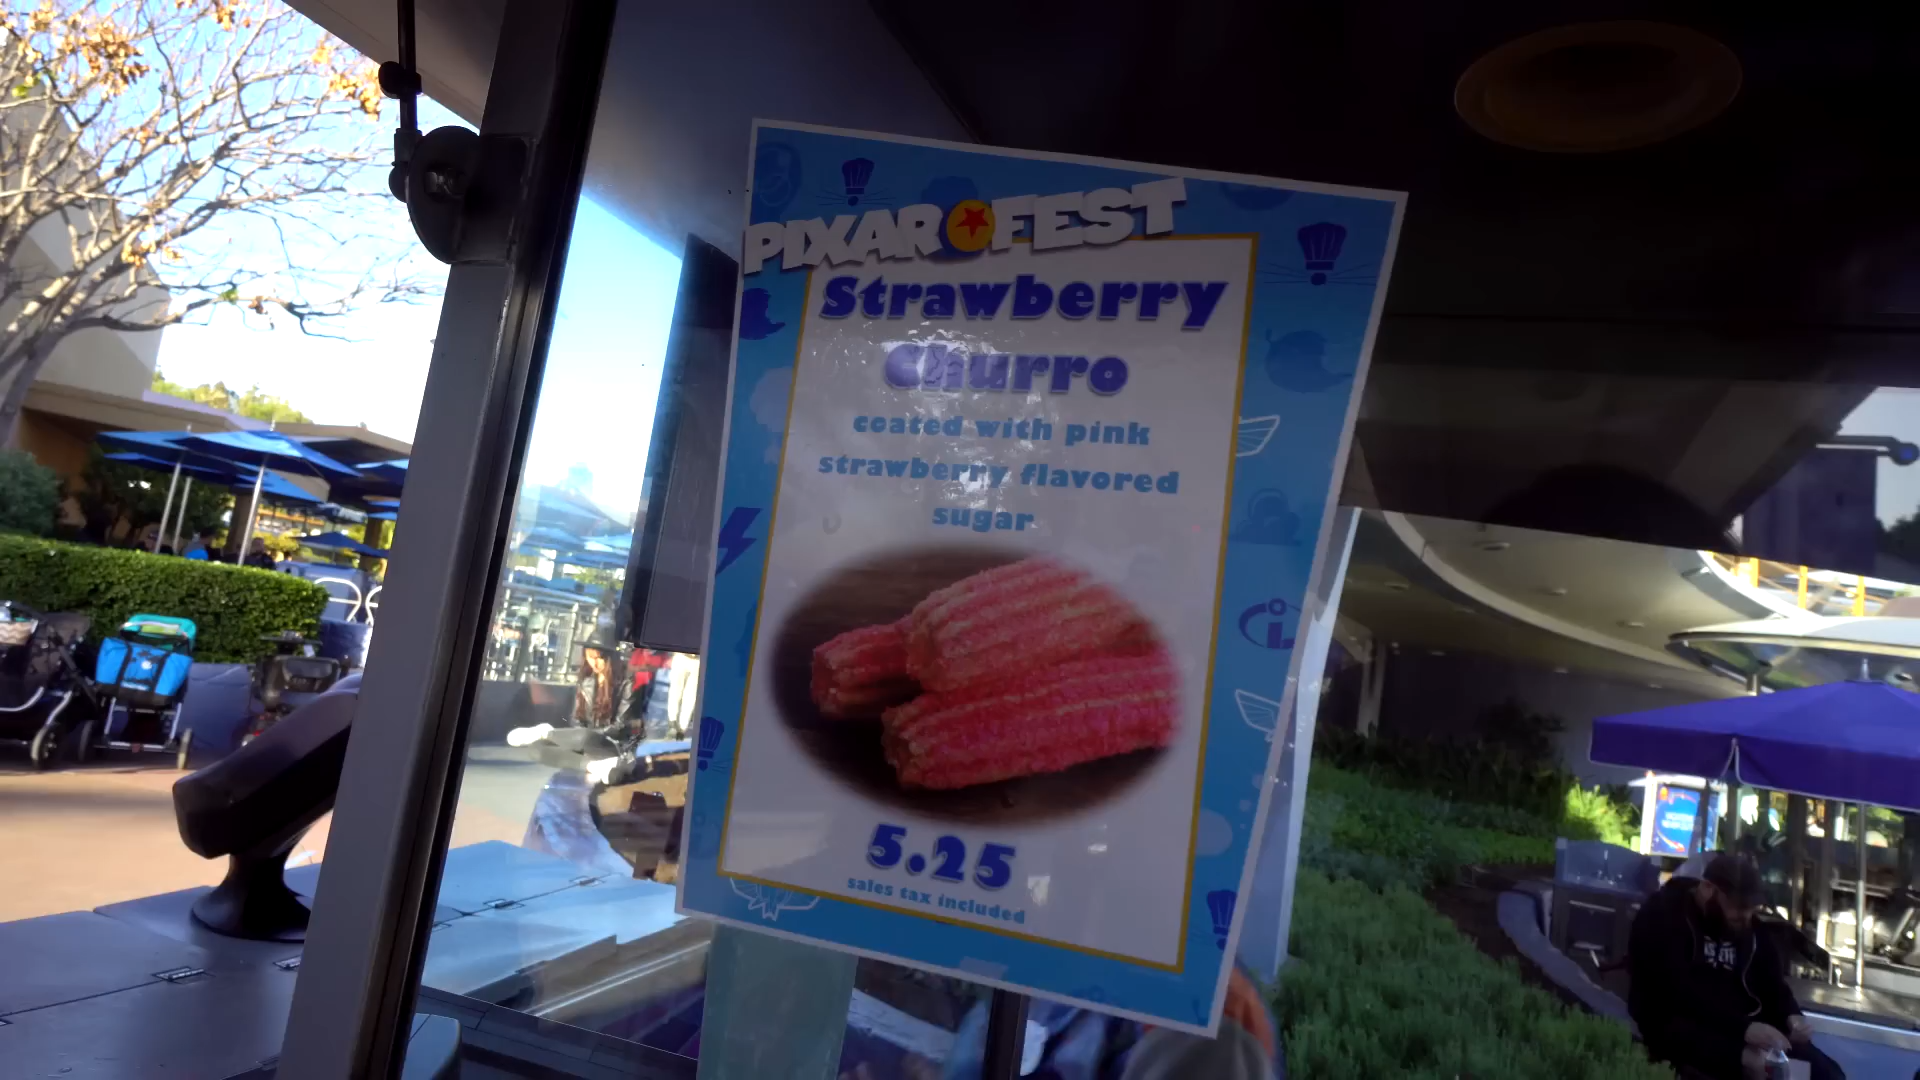 PIXAR FEST
Strawberry
Churro
coated with pink
strawberry flavored
sugar
5.25
sales tax included